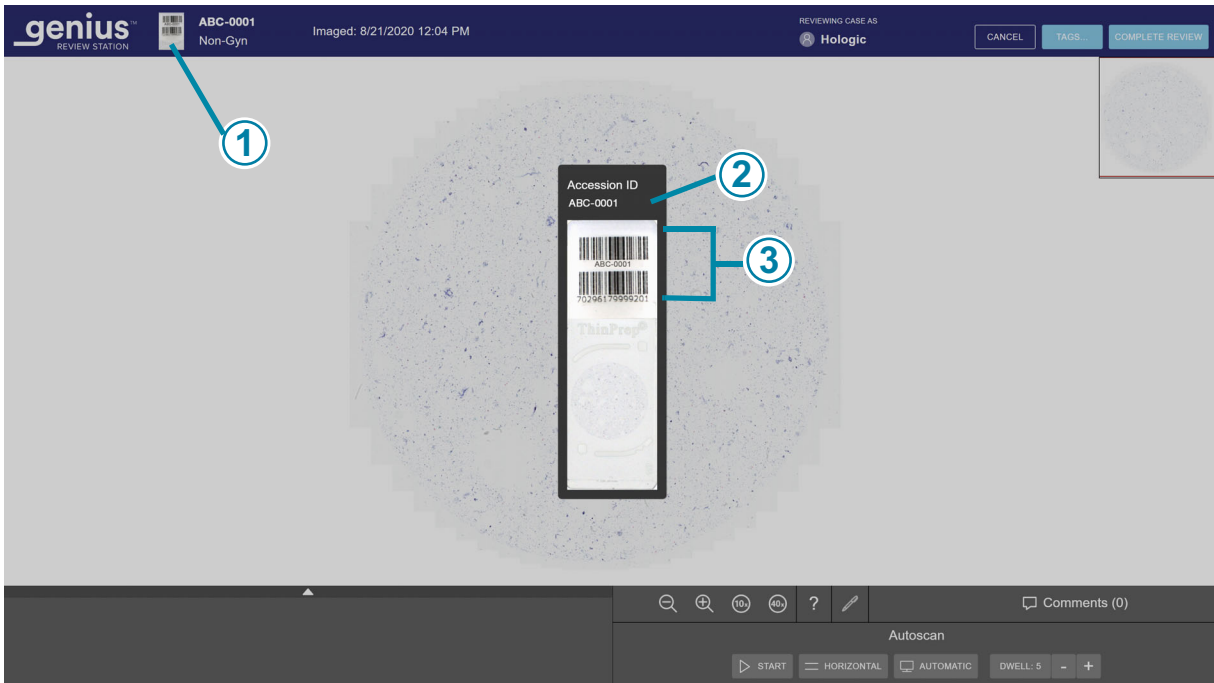 genius™
REVIEW STATION
ABC-0001
Non-Gyn
Imaged: 8/21/2020 12:04 PM
REVIEWING CASE AS
Hologic
CANCEL
TAGS...
COMPLETE REVIEW
1
2
3
Accession ID
ABC-0001
ABC-0001
70296179999201
ThinPrep®
10x
40x
?
Comments (0)
Autoscan
START
HORIZONTAL
AUTOMATIC
DWELL: 5
-
+